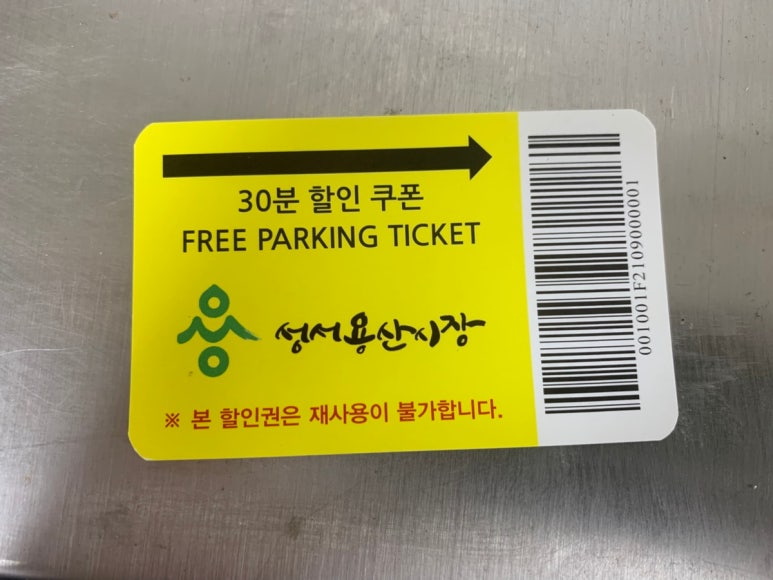 30분 할인 쿠폰
FREE PARKING TICKET
성서용산시장
※ 본 할인권은 재사용이 불가합니다.
001001F2109000001